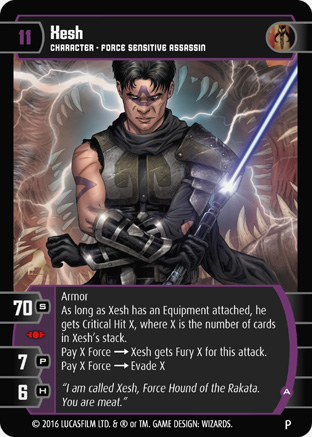 11
Xesh
CHARACTER - FORCE SENSITIVE ASSASSIN
70 S
7 P
6 H
Armor
As long as Xesh has an Equipment attached, he
gets Critical Hit X, where X is the number of cards
in Xesh's stack.
Pay X Force → Xesh gets Fury X for this attack.
Pay X Force → Evade X
"I am called Xesh, Force Hound of the Rakata.
You are meat."
A
© 2016 LUCASFILM LTD. & ® or TM. GAME DESIGN: WIZARDS.
P